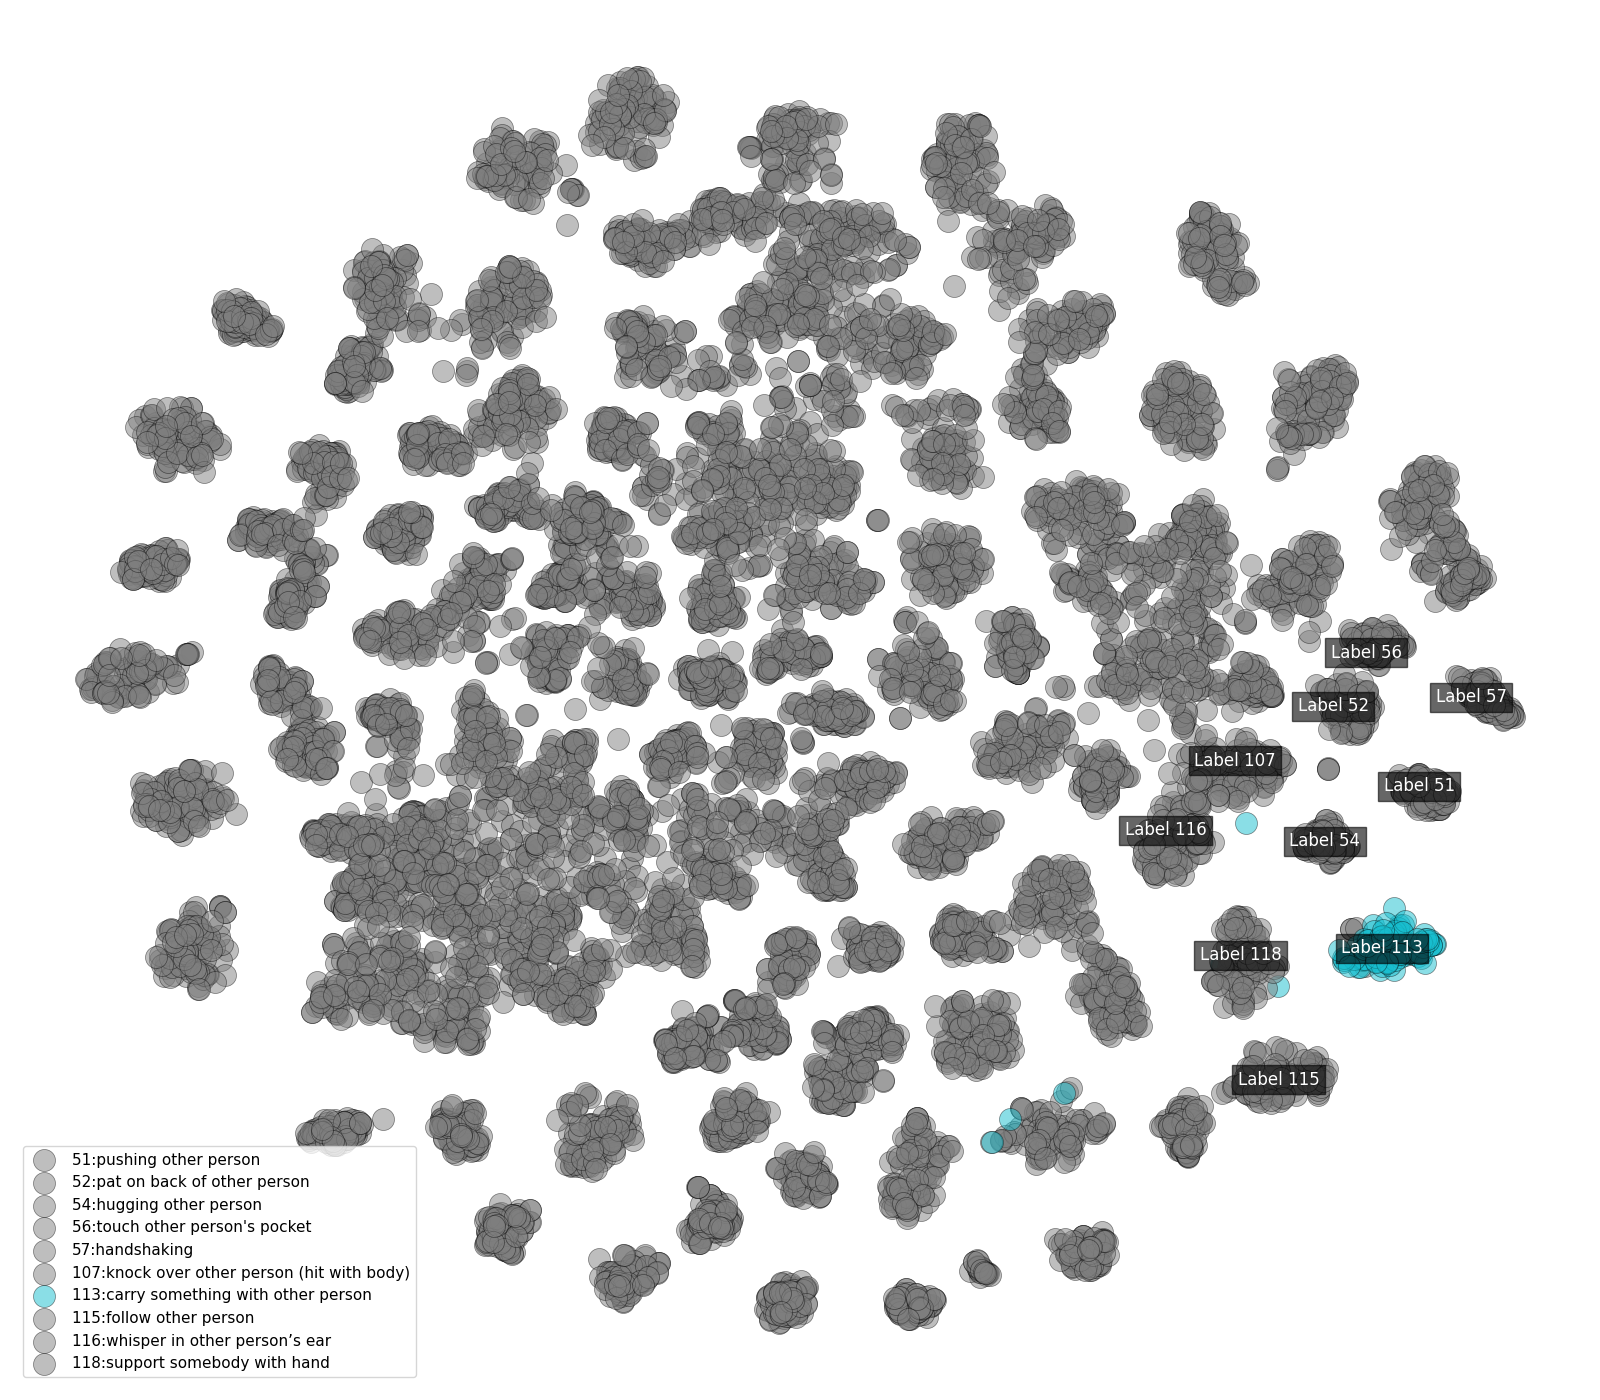 Label 56
Label 57
Label 52
Label 107
Label 51
Label 116
Label 54
Label 113
Label 118
Label 115
51:pushing other person
52:pat on back of other person
54:hugging other person
56:touch other person's pocket
57:handshaking
107:knock over other person (hit with body)
113:carry something with other person
115:follow other person
116:whisper in other person’s ear
118:support somebody with hand